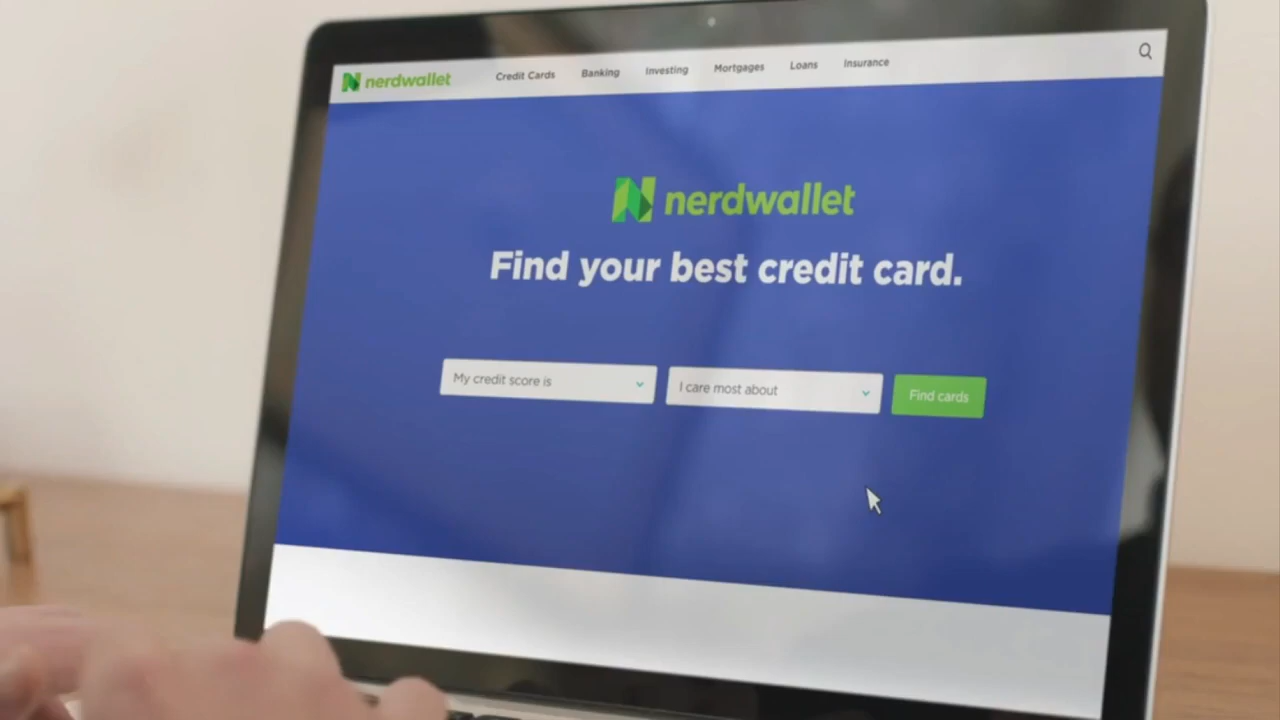 nerdwallet Credit Cards Banking Investing Mortgages Loans Insurance
nerdwallet
Find your best credit card.
My credit score is I care most about Find cards